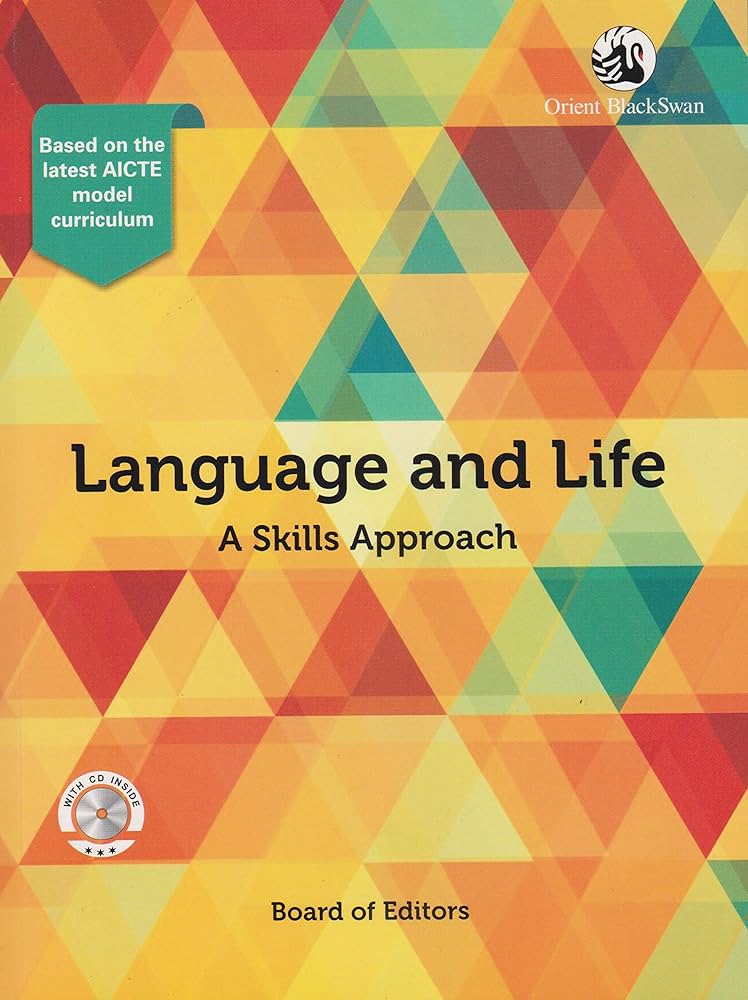 Orient BlackSwan
Based on the
latest AICTE
model
curriculum
Language and Life
A Skills Approach
WITH CD INSIDE
Board of Editors